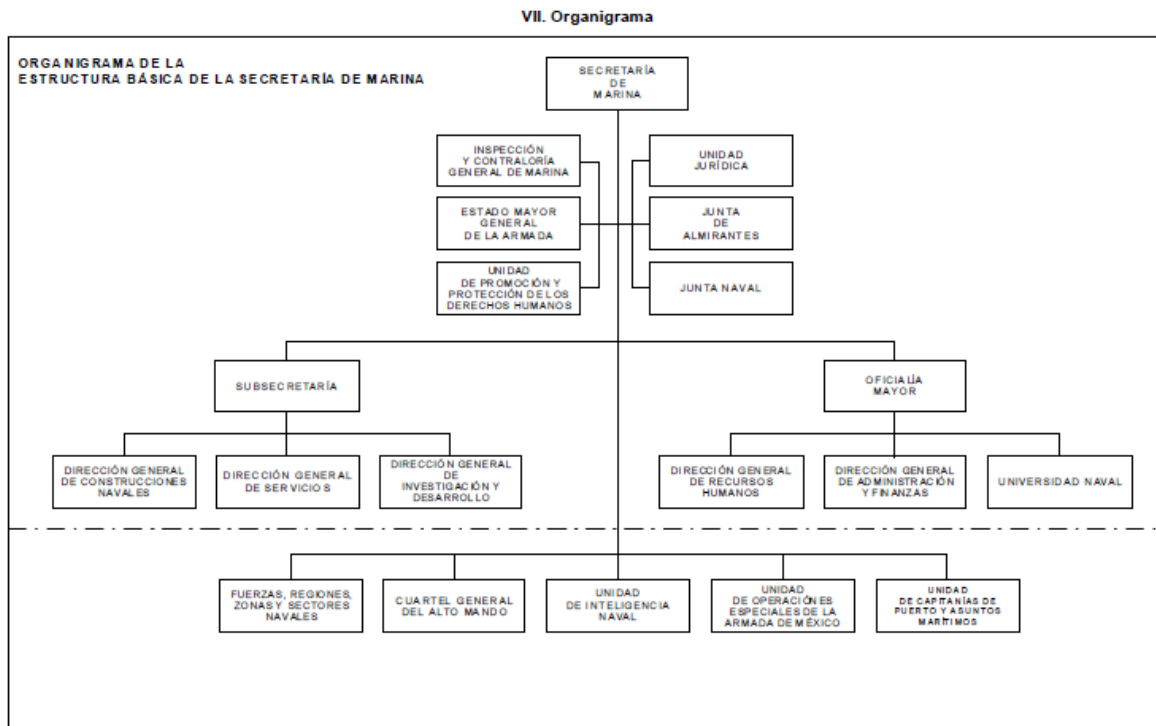 VII. Organigrama
ORGANIGRAMA DE LA
ESTRUCTURA BÁSICA DE LA SECRETARÍA DE MARINA
SECRETARÍA
DE
MARINA
INSPECCIÓN
Y CONTRALORÍA
GENERAL DE MARINA
UNIDAD
JURÍDICA
ESTADO MAYOR
GENERAL
DE LA ARMADA
JUNTA
DE
ALMIRANTES
UNIDAD
DE PROMOCIÓN Y
PROTECCIÓN DE LOS
DERECHOS HUMANOS
JUNTA NAVAL
SUBSECRETARÍA
OFICIALÍA
MAYOR
DIRECCIÓN GENERAL
DE CONSTRUCCIONES
NAVALES
DIRECCIÓN GENERAL
DE SERVICIOS
DIRECCIÓN GENERAL
DE
INVESTIGACIÓN Y
DESARROLLO
DIRECCIÓN GENERAL
DE RECURSOS
HUMANOS
DIRECCIÓN GENERAL
DE ADMINISTRACIÓN
Y FINANZAS
UNIVERSIDAD NAVAL
FUERZAS, REGIONES,
ZONAS Y SECTORES
NAVALES
CUARTEL GENERAL
DEL ALTO MANDO
UNIDAD
DE INTELIGENCIA
NAVAL
UNIDAD
DE OPERACIÓNES
ESPECIALES DE LA
ARMADA DE MÉXICO
UNIDAD
DE CAPITANÍAS DE
PUERTO Y ASUNTOS
MARÍTIMOS